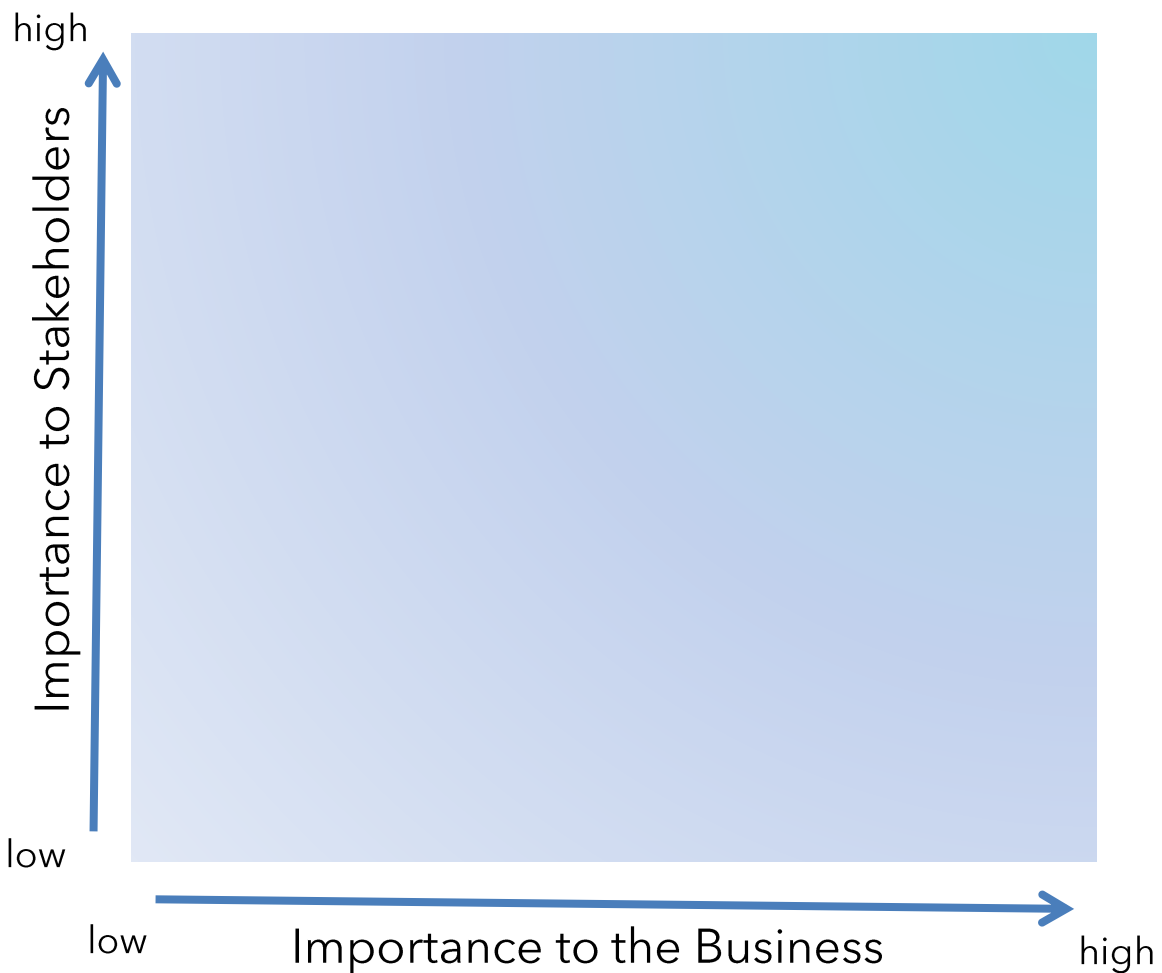 high
Importance to Stakeholders
low
low
Importance to the Business
high